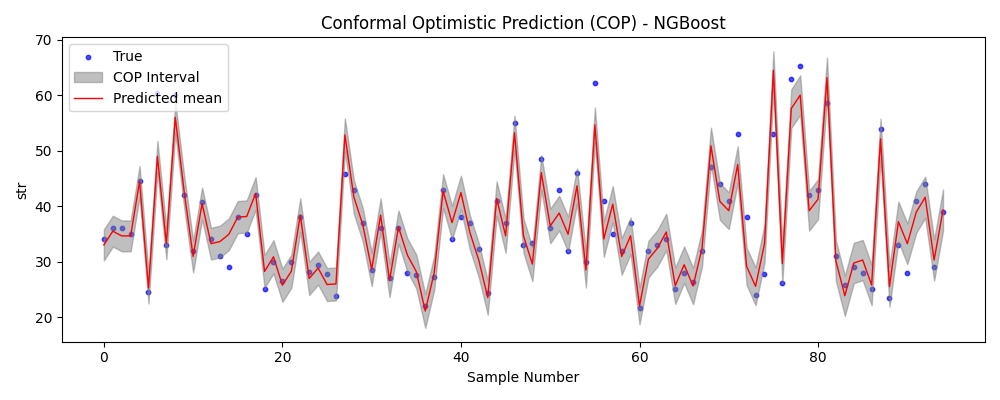 Conformal Optimistic Prediction (COP) - NGBoost
True
COP Interval
Predicted mean
str
70
60
50
40
30
20
0
20
40
60
80
Sample Number